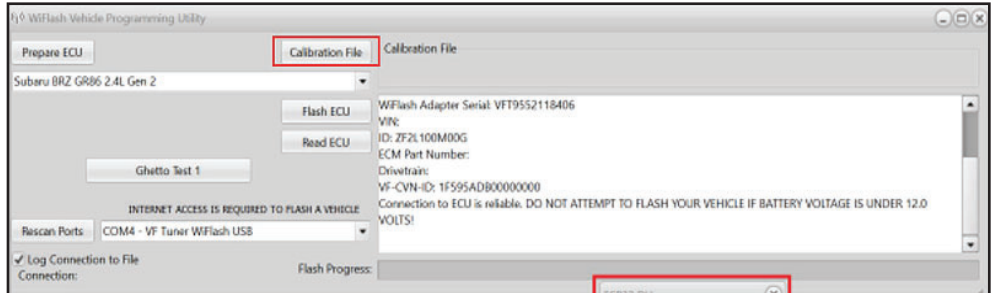 WiFlash Vehicle Programming Utility
Prepare ECU
Calibration File
Calibration File
Subaru BRZ GR86 2.4L Gen 2
Flash ECU
Read ECU
Ghetto Test 1
WiFlash Adapter Serial: VFT9552118406
VIN:
ID: ZF2L100M00G
ECM Part Number:
Drivetrain:
VF-CVN-ID: 1F595ADB00000000
Connection to ECU is reliable. DO NOT ATTEMPT TO FLASH YOUR VEHICLE IF BATTERY VOLTAGE IS UNDER 12.0
VOLTS!
INTERNET ACCESS IS REQUIRED TO FLASH A VEHICLE
Rescan Ports
COM4 - VF Tuner WiFlash USB
Log Connection to File
Connection:
Flash Progress: